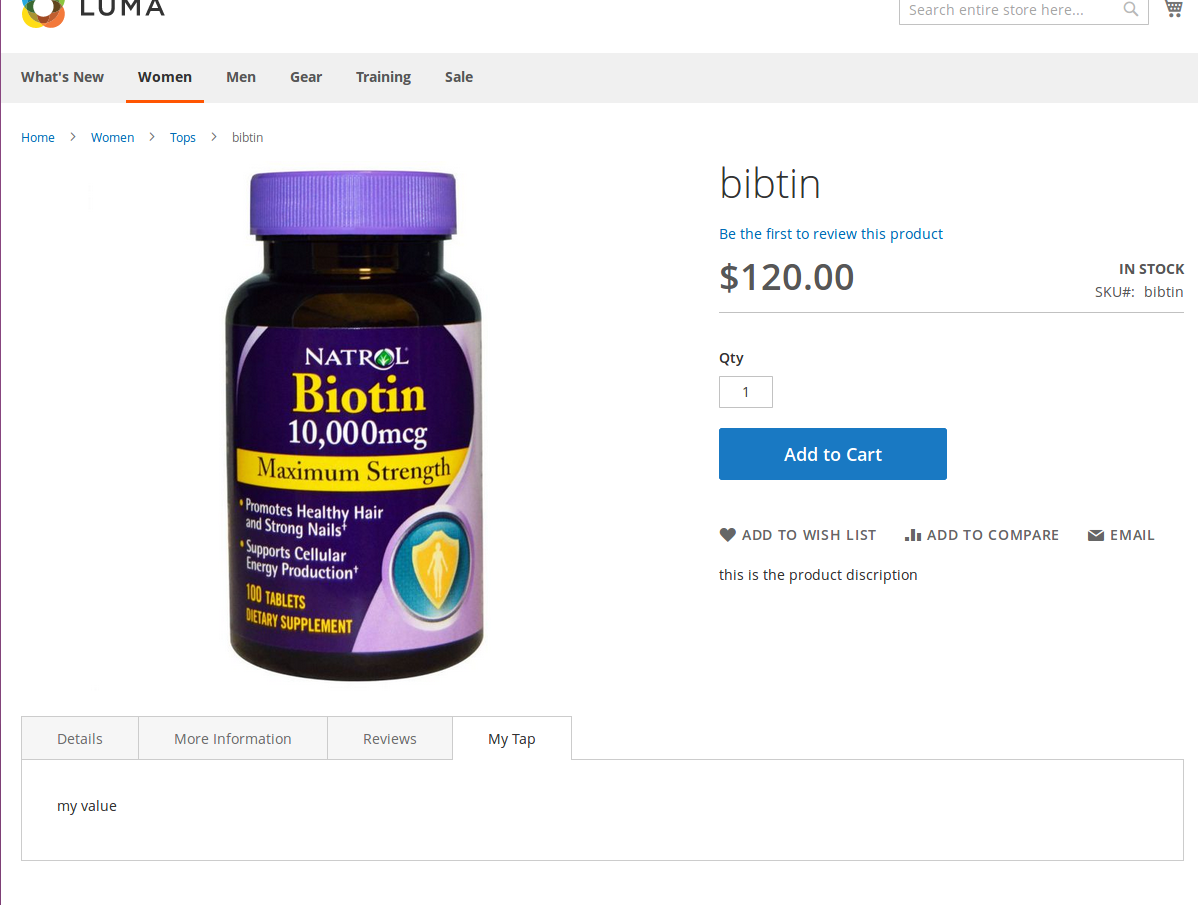 LUMA
Search entire store here...
What's New Women Men Gear Training Sale
Home > Women > Tops > bibtin
bibtin
Be the first to review this product
$120.00
IN STOCK
SKU#: bibtin
Qty
1
Add to Cart
ADD TO WISH LIST ADD TO COMPARE EMAIL
this is the product discription
NATROL
Biotin
10,000mcg
Maximum Strength
• Promotes Healthy Hair
and Strong Nails†
• Supports Cellular
Energy Production†
100 TABLETS
DIETARY SUPPLEMENT
Details More Information Reviews My Tap
my value